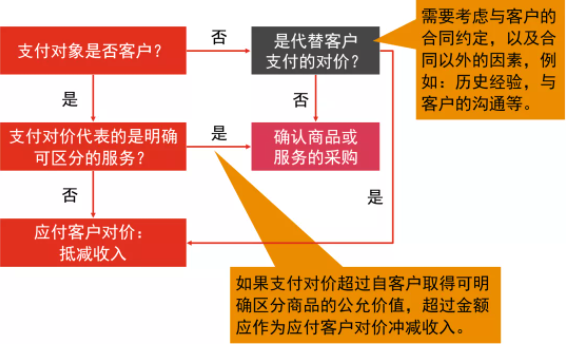 支付对象是否客户？
否
是代替客户
支付的对价？
需要考虑与客户的
合同约定，以及合
同以外的因素，例
如：历史经验，与
客户的沟通等。
是
否
支付对价代表的是明确
可区分的服务？
是
确认商品或
服务的采购
否
是
应付客户对价：
抵减收入
如果支付对价超过自客户取得可明
确区分商品的公允价值，超过金额
应作为应付客户对价冲减收入。